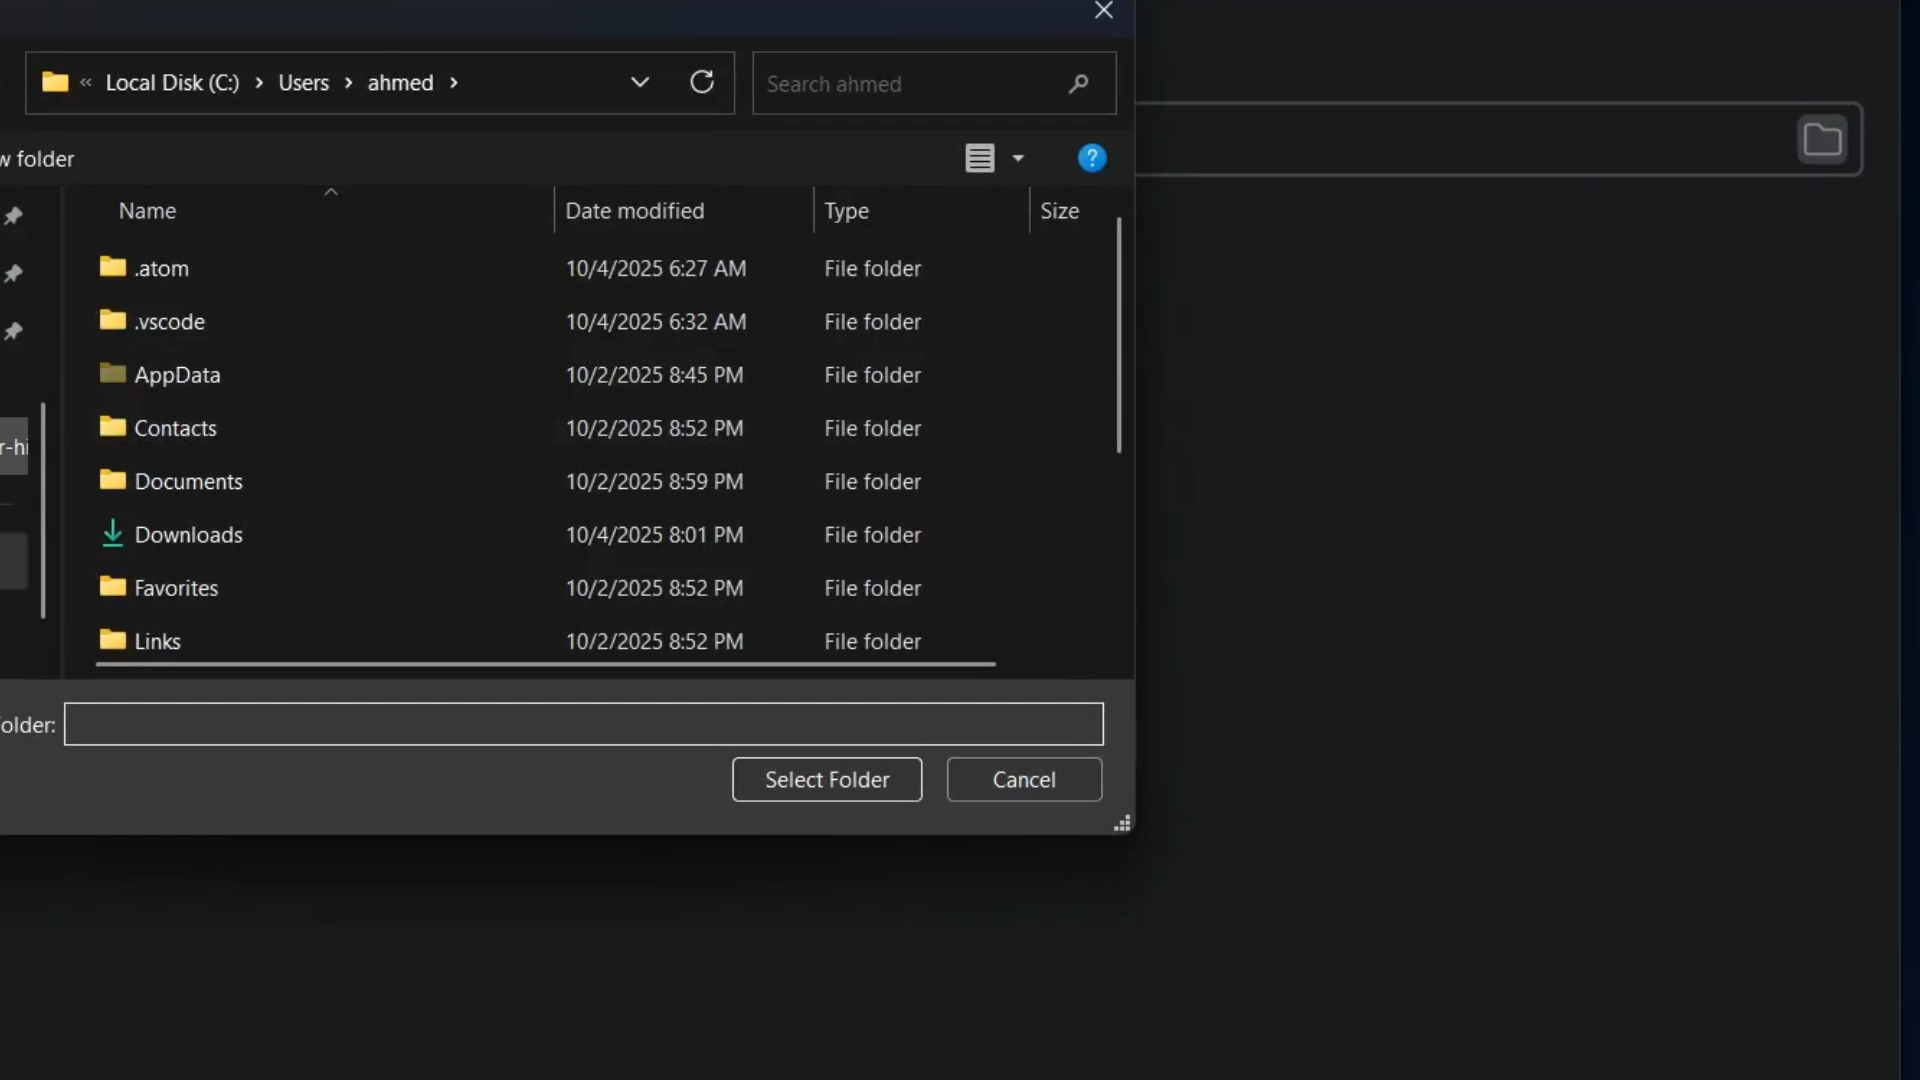 « Local Disk (C:) > Users > ahmed >
Search ahmed
w folder
Name Date modified Type Size
.atom 10/4/2025 6:27 AM File folder
.vscode 10/4/2025 6:32 AM File folder
AppData 10/2/2025 8:45 PM File folder
Contacts 10/2/2025 8:52 PM File folder
r-hi
Documents 10/2/2025 8:59 PM File folder
Downloads 10/4/2025 8:01 PM File folder
Favorites 10/2/2025 8:52 PM File folder
Links 10/2/2025 8:52 PM File folder
older:
Select Folder Cancel